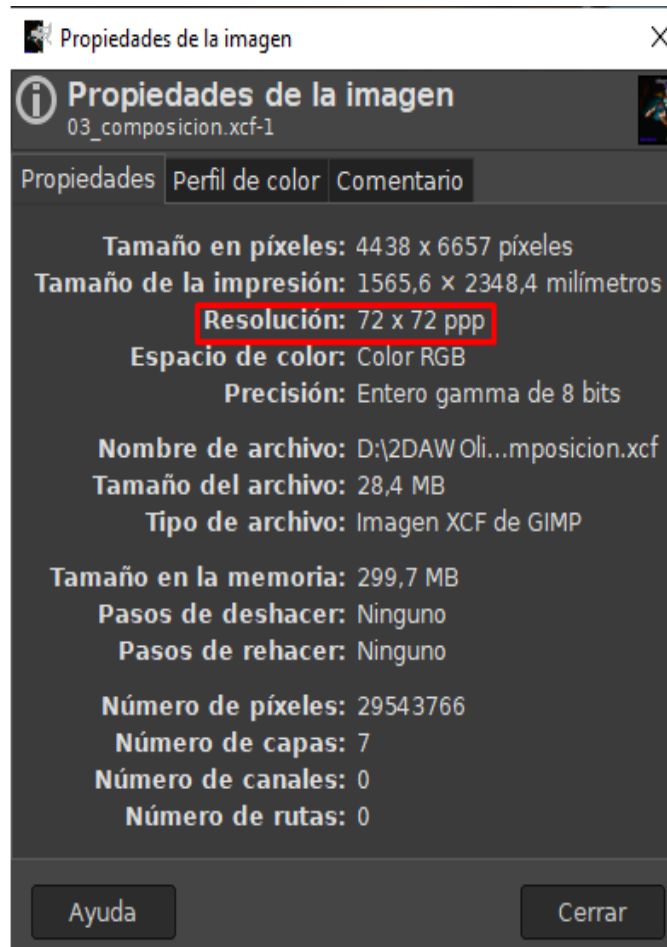 Propiedades de la imagen
Propiedades de la imagen
03_composicion.xcf-1
Propiedades Perfil de color Comentario
Tamaño en píxeles: 4438 x 6657 píxeles
Tamaño de la impresión: 1565,6 × 2348,4 milímetros
Resolución: 72 x 72 ppp
Espacio de color: Color RGB
Precisión: Entero gamma de 8 bits
Nombre de archivo: D:\2DAW Oli...mposicion.xcf
Tamaño del archivo: 28,4 MB
Tipo de archivo: Imagen XCF de GIMP
Tamaño en la memoria: 299,7 MB
Pasos de deshacer: Ninguno
Pasos de rehacer: Ninguno
Número de píxeles: 29543766
Número de capas: 7
Número de canales: 0
Número de rutas: 0
Ayuda Cerrar